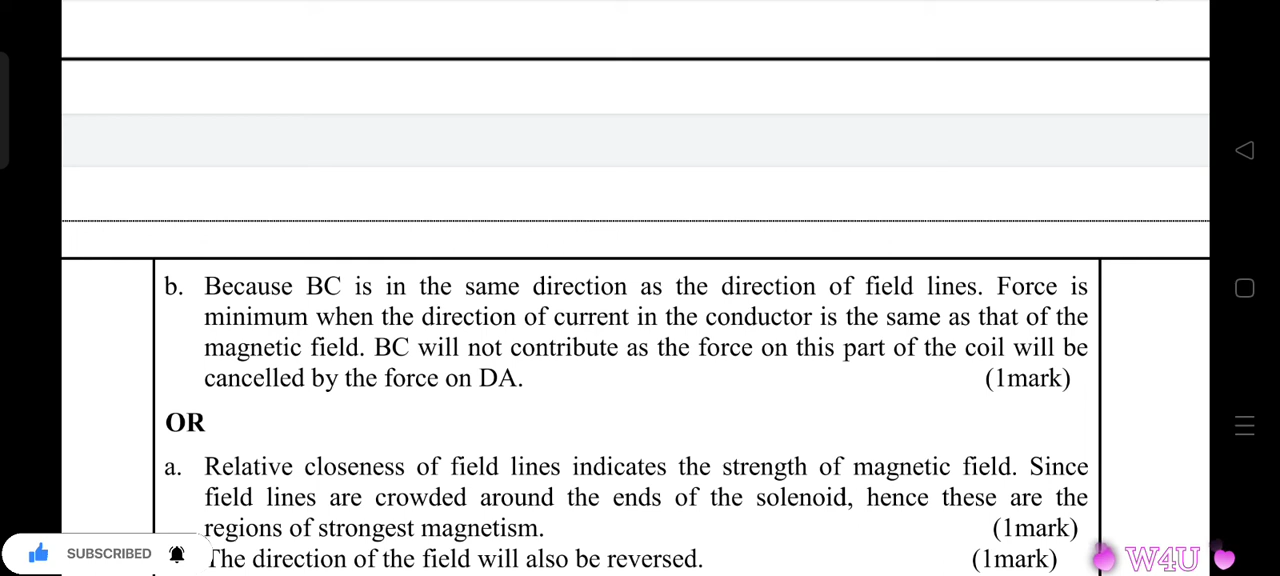 b. Because BC is in the same direction as the direction of field lines. Force is
minimum when the direction of current in the conductor is the same as that of the
magnetic field. BC will not contribute as the force on this part of the coil will be
cancelled by the force on DA. (1mark)
OR
a. Relative closeness of field lines indicates the strength of magnetic field. Since
field lines are crowded around the ends of the solenoid, hence these are the
regions of strongest magnetism. (1mark)
SUBSCRIBED
The direction of the field will also be reversed. (1mark)
W4U